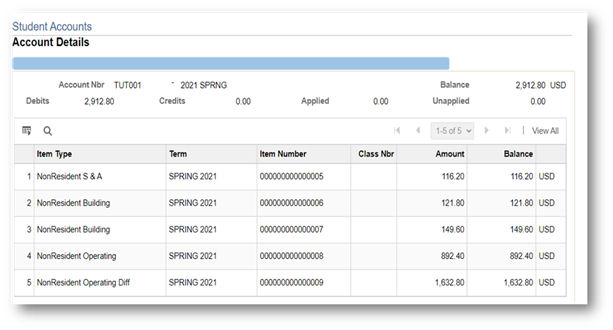 Student Accounts
Account Details
Account Nbr TUT001 - 2021 SPRNG Balance 2,912.80 USD
Debits 2,912.80 Credits 0.00 Applied 0.00 Unapplied 0.00
1-5 of 5 View All
Item Type Term Item Number Class Nbr Amount Balance
1 NonResident S & A SPRING 2021 000000000000005 116.20 116.20 USD
2 NonResident Building SPRING 2021 000000000000006 121.80 121.80 USD
3 NonResident Building SPRING 2021 000000000000007 149.60 149.60 USD
4 NonResident Operating SPRING 2021 000000000000008 892.40 892.40 USD
5 NonResident Operating Diff SPRING 2021 000000000000009 1,632.80 1,632.80 USD